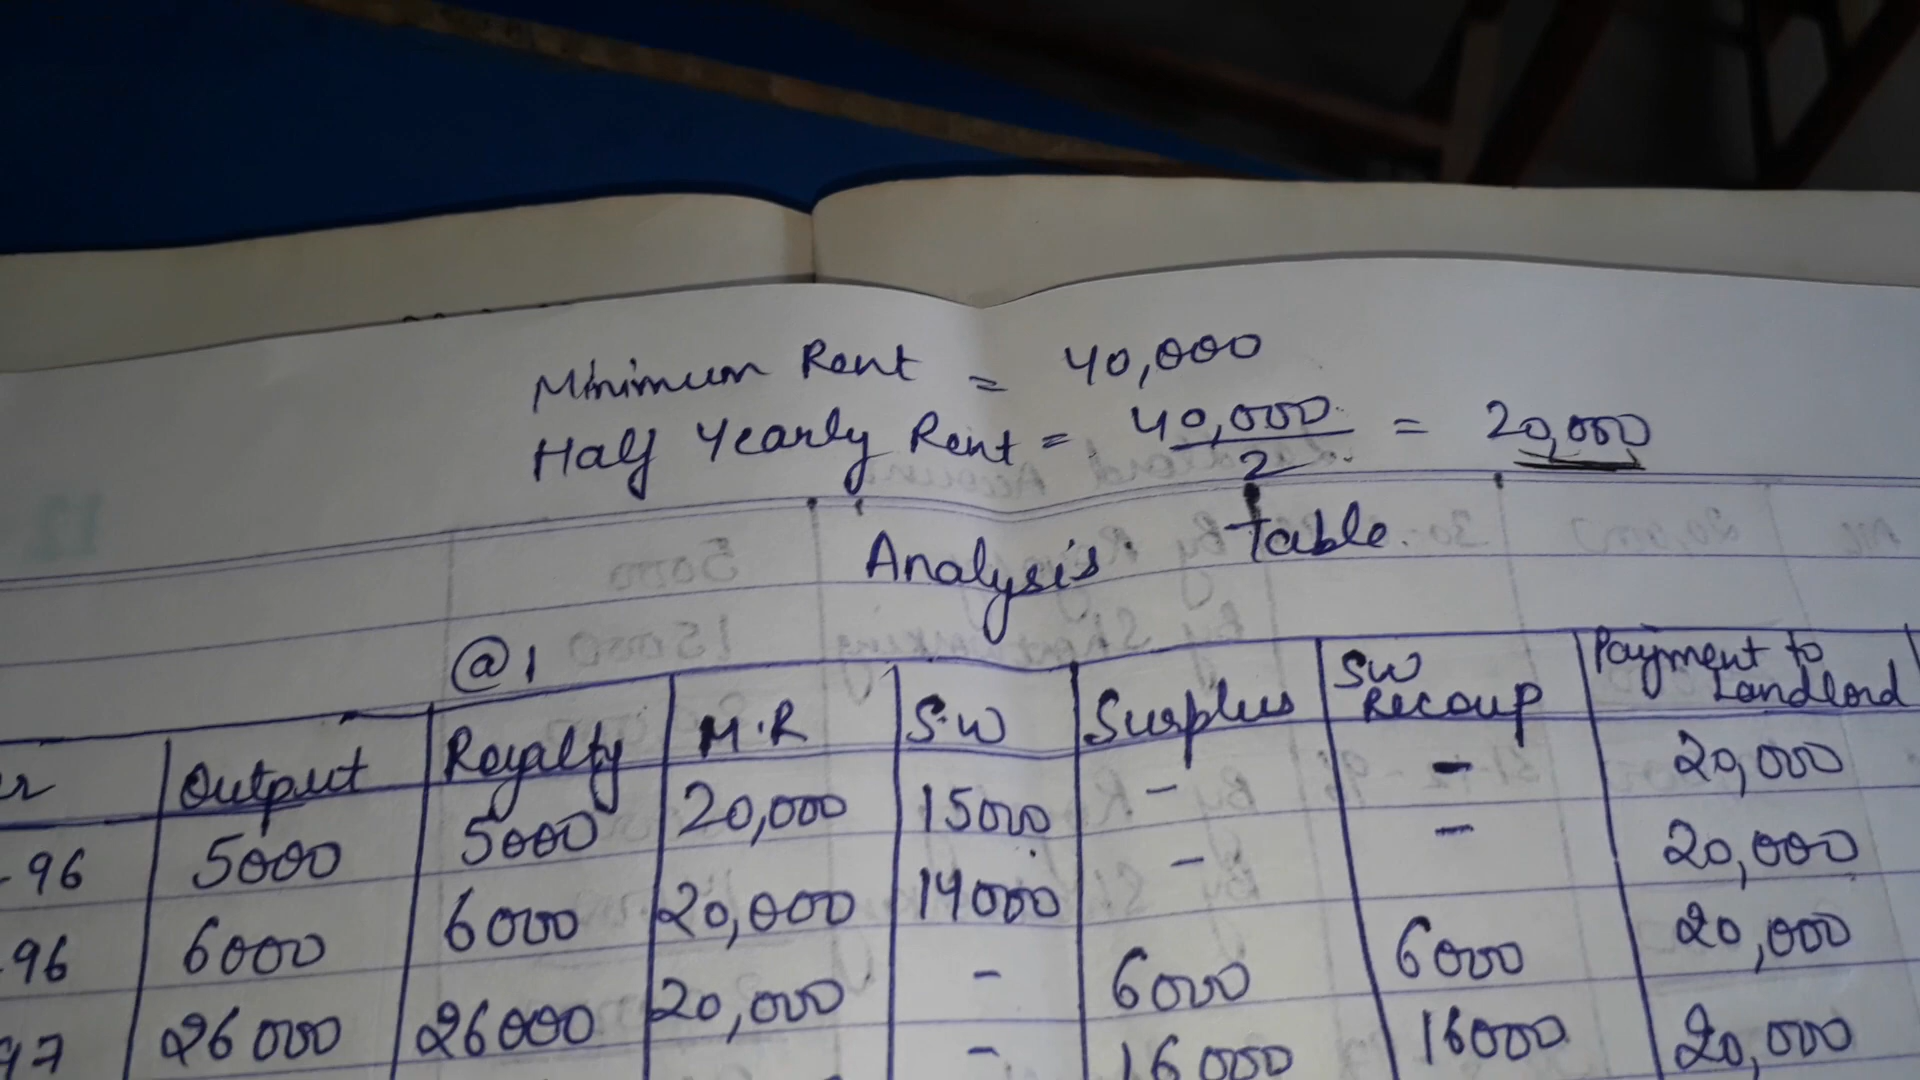 Minimum Rent = 40,000
Half Yearly Rent = 40,000 / 2 = 20,000
Analysis Table.
@1
Output Royalty M.R S.W Surplus SW Recoup Payment to Landlord
-96 5000 5000 20,000 15000 - - 20,000
-96 6000 6000 20,000 14000 - - 20,000
97 26000 26000 20,000 - 6000 6000 20,000
- 16000 16000 20,000